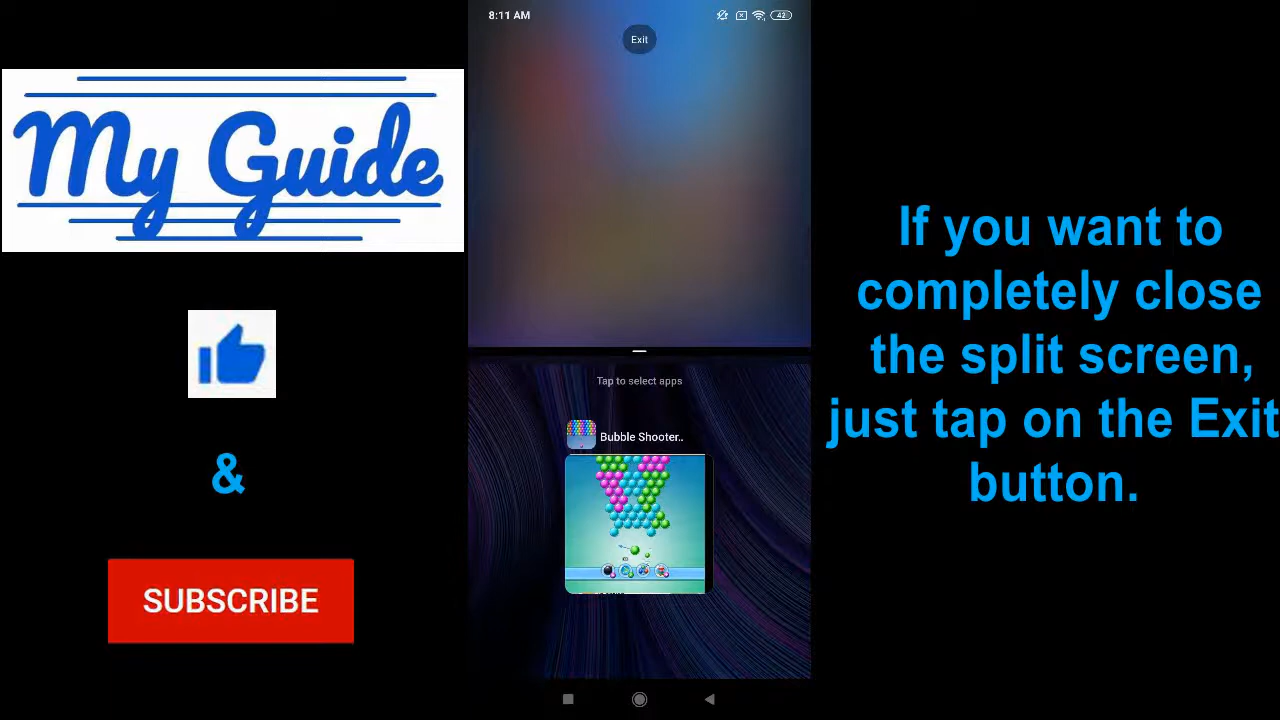 My Guide
&
SUBSCRIBE
8:11 AM
42
Exit
Tap to select apps
Bubble Shooter..
If you want to
completely close
the split screen,
just tap on the Exit
button.